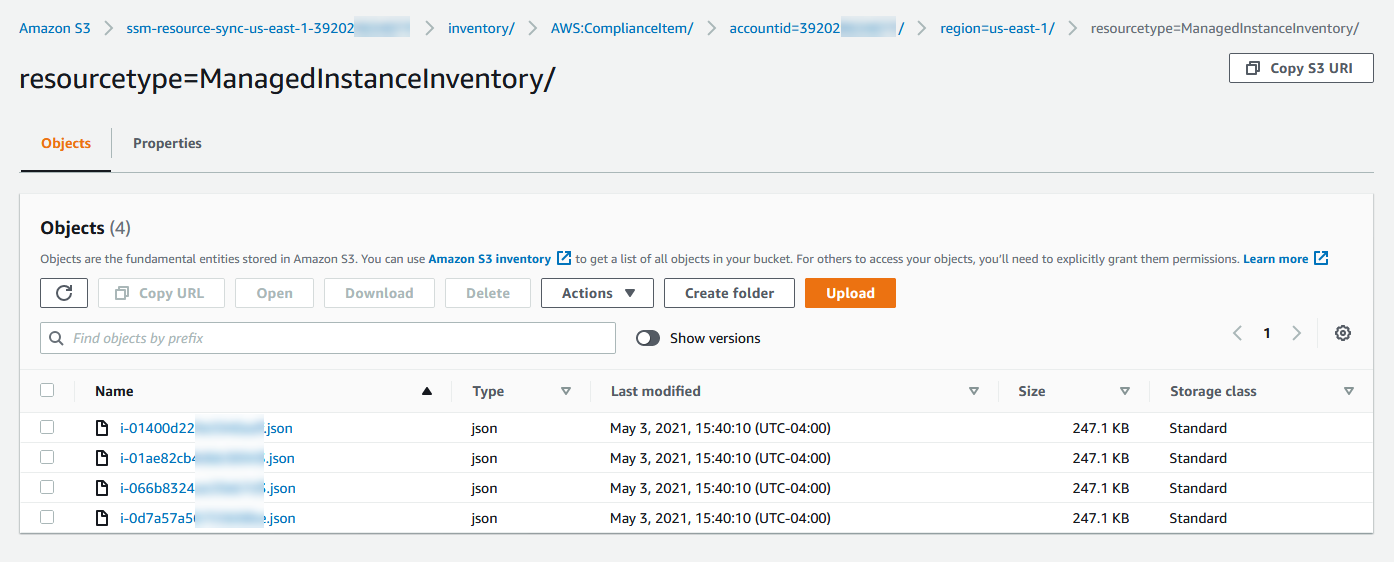 Amazon S3 > ssm-resource-sync-us-east-1-39202 > inventory/ > AWS:ComplianceItem/ > accountid=39202 / > region=us-east-1/ > resourcetype=ManagedInstanceInventory/
resourcetype=ManagedInstanceInventory/
Copy S3 URI
Objects Properties
Objects (4)
Objects are the fundamental entities stored in Amazon S3. You can use Amazon S3 inventory to get a list of all objects in your bucket. For others to access your objects, you'll need to explicitly grant them permissions. Learn more
Copy URL Open Download Delete Actions Create folder Upload
Find objects by prefix Show versions 1
Name Type Last modified Size Storage class
i-01400d22 .json json May 3, 2021, 15:40:10 (UTC-04:00) 247.1 KB Standard
i-01ae82cb .json json May 3, 2021, 15:40:10 (UTC-04:00) 247.1 KB Standard
i-066b8324 .json json May 3, 2021, 15:40:10 (UTC-04:00) 247.1 KB Standard
i-0d7a57a5 .json json May 3, 2021, 15:40:10 (UTC-04:00) 247.1 KB Standard